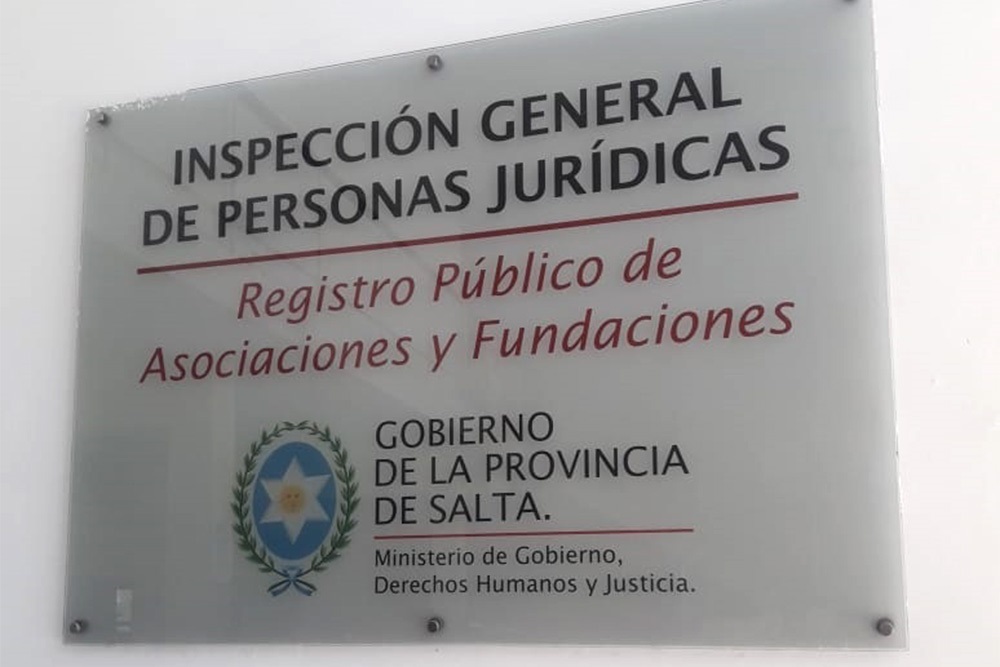 INSPECCIÓN GENERAL
DE PERSONAS JURÍDICAS
Registro Público de
Asociaciones y Fundaciones
GOBIERNO
DE LA PROVINCIA
DE SALTA.
Ministerio de Gobierno,
Derechos Humanos y Justicia.